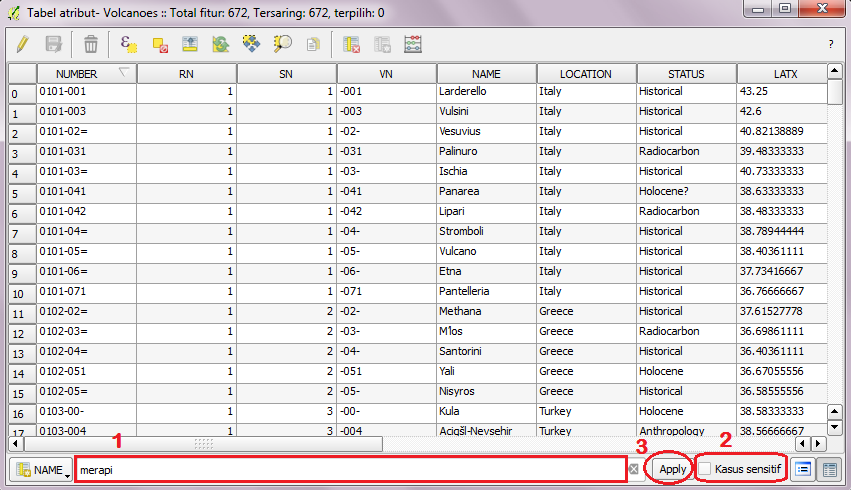 Tabel atribut- Volcanoes :: Total fitur: 672, Tersaring: 672, terpilih: 0
?
NUMBER RN SN VN NAME LOCATION STATUS LATX
0 0101-001 1 1 -001 Larderello Italy Historical 43.25
1 0101-003 1 1 -003 Vulsini Italy Historical 42.6
2 0101-02= 1 1 -02- Vesuvius Italy Historical 40.82138889
3 0101-031 1 1 -031 Palinuro Italy Radiocarbon 39.48333333
4 0101-03= 1 1 -03- Ischia Italy Historical 40.73333333
5 0101-041 1 1 -041 Panarea Italy Holocene? 38.63333333
6 0101-042 1 1 -042 Lipari Italy Radiocarbon 38.48333333
7 0101-04= 1 1 -04- Stromboli Italy Historical 38.78944444
8 0101-05= 1 1 -05- Vulcano Italy Historical 38.40361111
9 0101-06= 1 1 -06- Etna Italy Historical 37.73416667
10 0101-071 1 1 -071 Pantelleria Italy Historical 36.76666667
11 0102-02= 1 2 -02- Methana Greece Historical 37.61527778
12 0102-03= 1 2 -03- M'los Greece Radiocarbon 36.69861111
13 0102-04= 1 2 -04- Santorini Greece Historical 36.40361111
14 0102-051 1 2 -051 Yali Greece Holocene 36.67055556
15 0102-05= 1 2 -05- Nisyros Greece Historical 36.58555556
16 0103-00- 1 3 -00- Kula Turkey Holocene 38.58333333
17 0103-004 1 3 -004 Acigšl-Nevsehir Turkey Anthropology 38.56666667
1 3 2
NAME merapi Apply Kasus sensitif